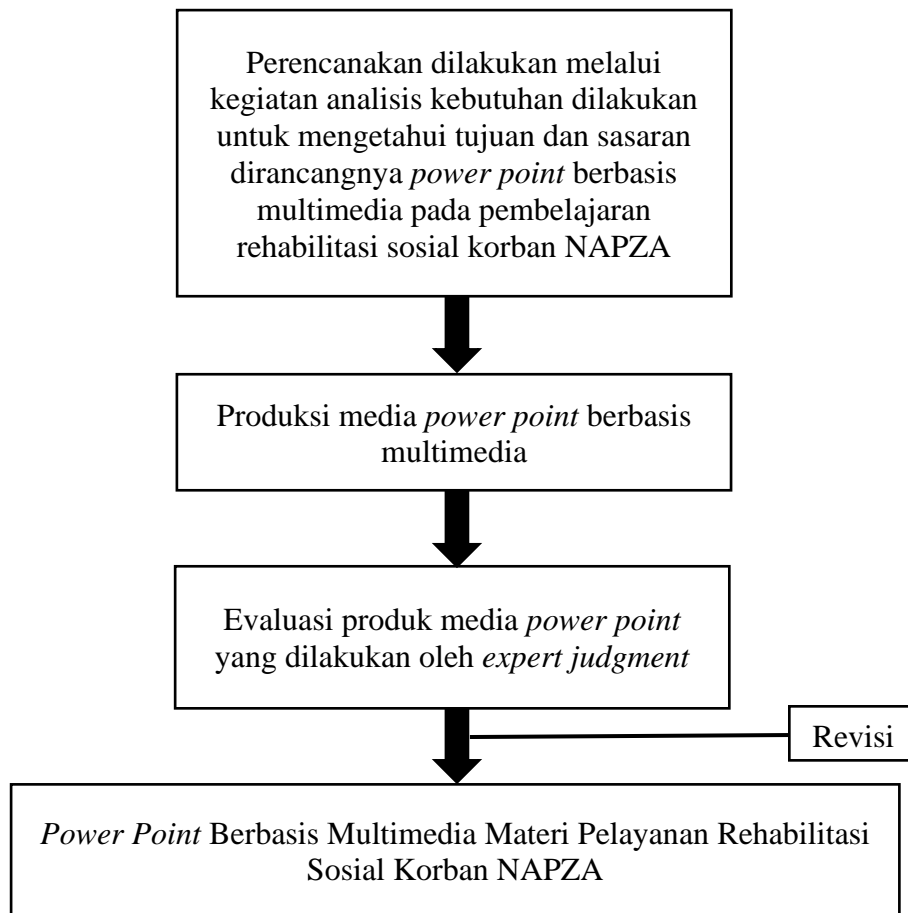 Perencanakan dilakukan melalui
kegiatan analisis kebutuhan dilakukan
untuk mengetahui tujuan dan sasaran
dirancangnya power point berbasis
multimedia pada pembelajaran
rehabilitasi sosial korban NAPZA
Produksi media power point berbasis
multimedia
Evaluasi produk media power point
yang dilakukan oleh expert judgment
Revisi
Power Point Berbasis Multimedia Materi Pelayanan Rehabilitasi
Sosial Korban NAPZA